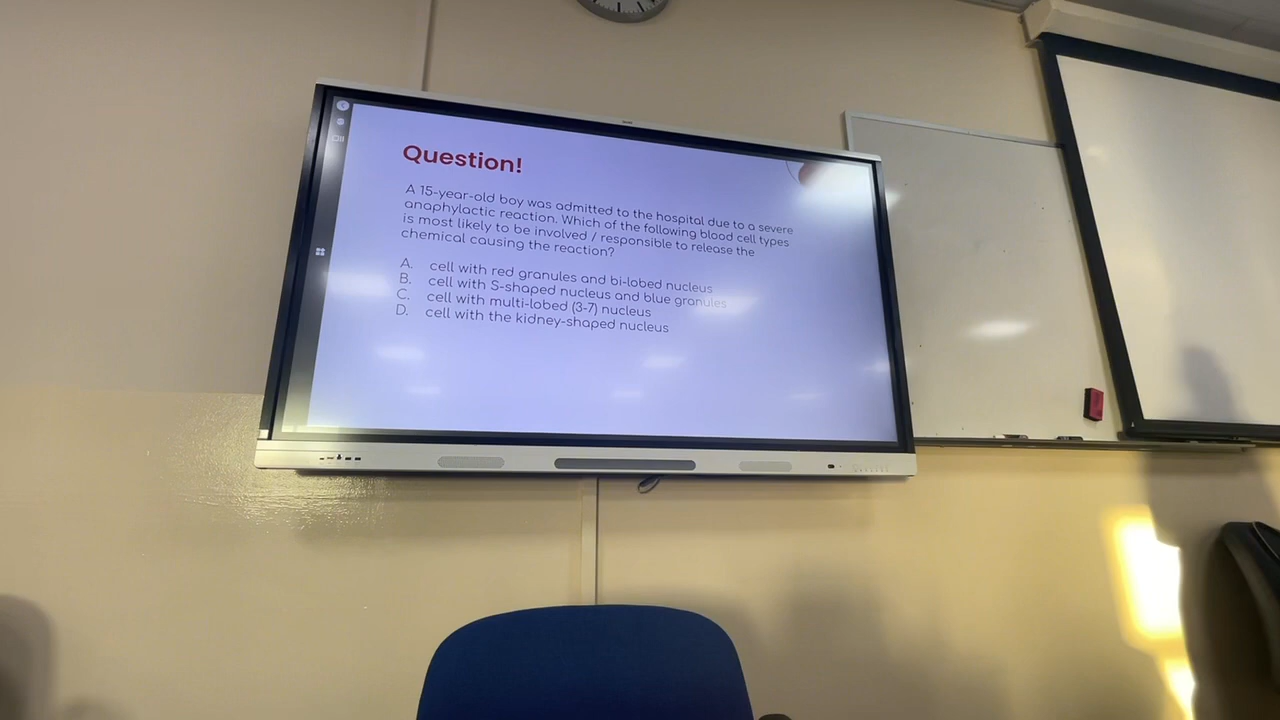 Question!
A 15-year-old boy was admitted to the hospital due to a severe
anaphylactic reaction. Which of the following blood cell types
is most likely to be involved / responsible to release the
chemical causing the reaction?
A. cell with red granules and bi-lobed nucleus
B. cell with S-shaped nucleus and blue granules
C. cell with multi-lobed (3-7) nucleus
D. cell with the kidney-shaped nucleus